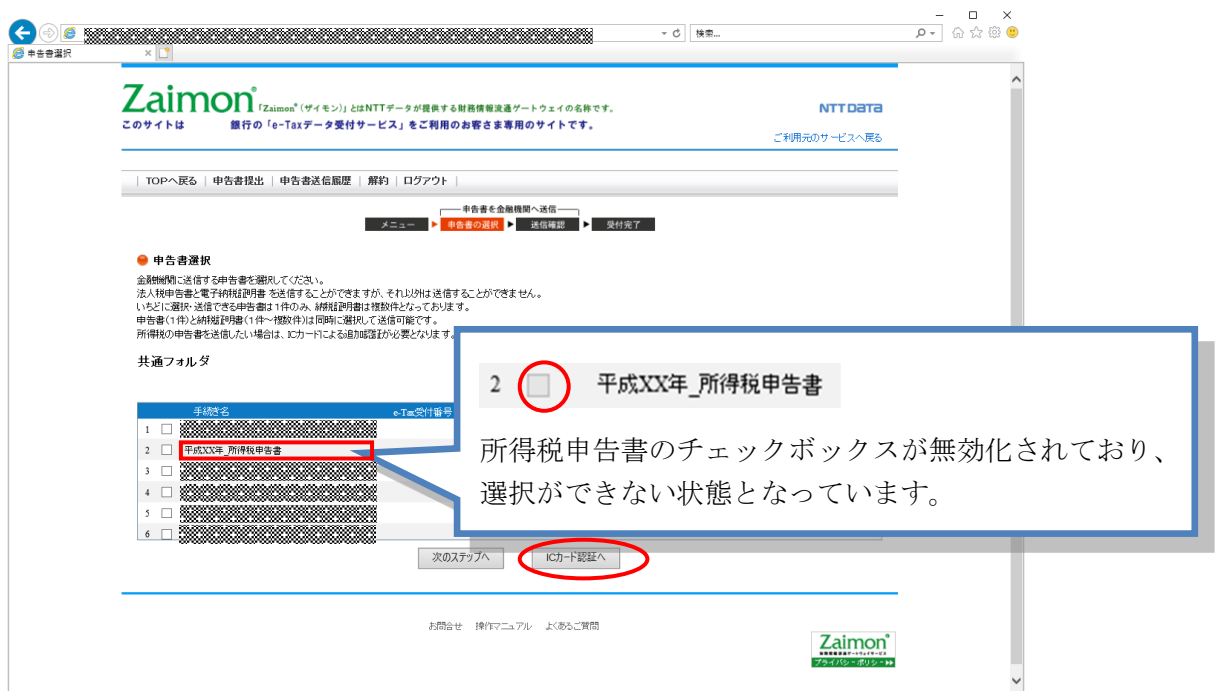 検索...
申告書選択
Zaimon® 「Zaimon®（ザイモン）」とはNTTデータが提供する財務情報流通ゲートウェイの名称です。
NTT DATA
このサイトは 銀行の「e-Taxデータ受付サービス」をご利用のお客さま専用のサイトです。
ご利用元のサービスへ戻る
| TOPへ戻る | 申告書提出 | 申告書送信履歴 | 解約 | ログアウト |
申告書を金融機関へ送信
メニュー 申告書の選択 送信確認 受付完了
申告書選択
金融機関に送信する申告書を選択してください。
法人税申告書と電子納税証明書 を送信することができますが、それ以外は送信することができません。
いちどに選択・送信できる申告書は1件のみ、納税証明書は複数件となっております。
申告書(1件)と納税証明書(1件～複数件)は同時に選択して送信可能です。
所得税の申告書を送信したい場合は、ICカードによる追加認証が必要となります。
共通フォルダ
手続き名 e-Tax受付番号
1
2 平成XX年_所得税申告書
3
4
5
6
2 平成XX年_所得税申告書
所得税申告書のチェックボックスが無効化されており、
選択ができない状態となっています。
次のステップへ ICカード認証へ
お問合せ 操作マニュアル よくあるご質問
Zaimon®
プライバシーポリシー